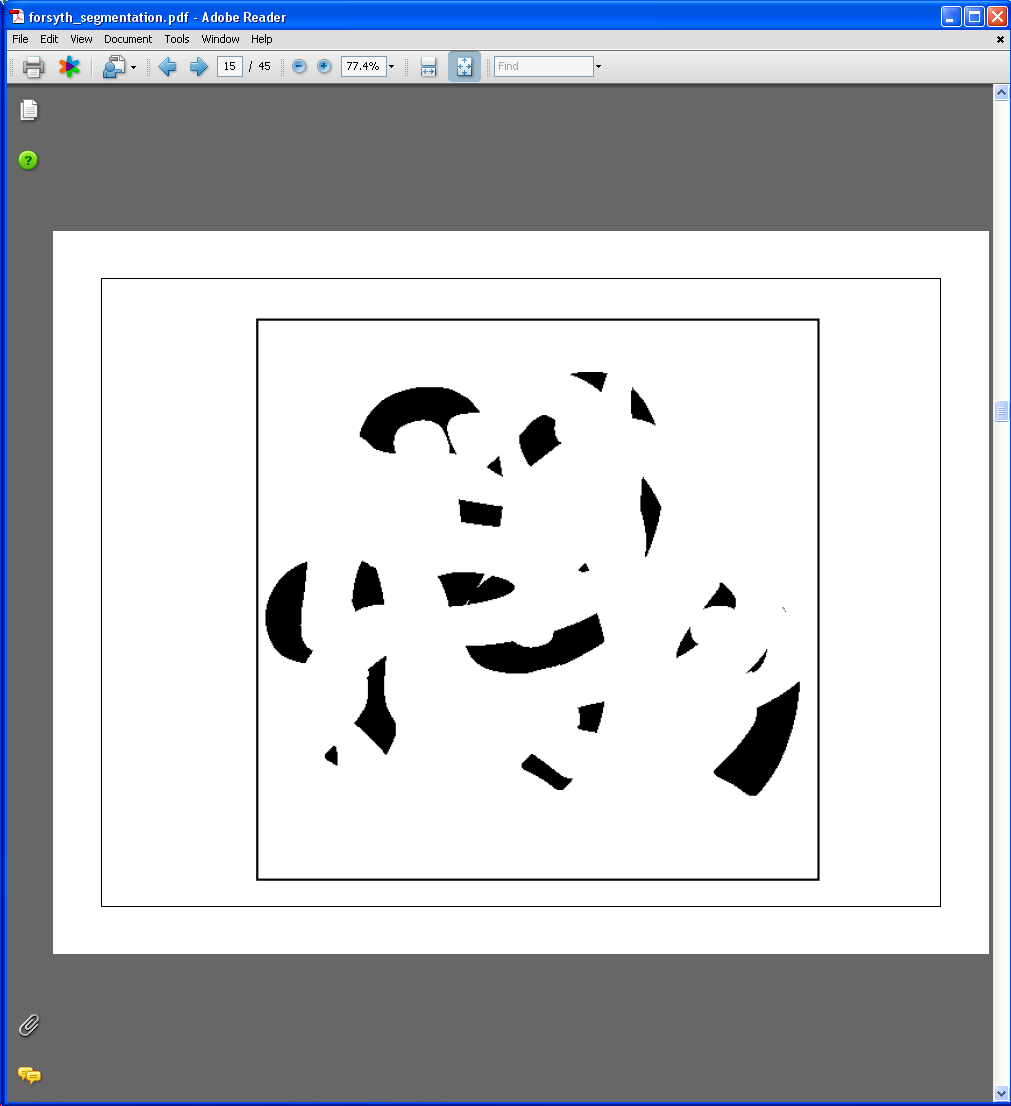 forsyth_segmentation.pdf - Adobe Reader
File Edit View Document Tools Window Help
15 / 45 77.4% Find
?